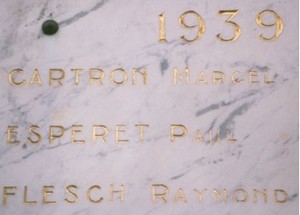 1939
CARTRON MARCEL
ESPERET PAUL
FLESCH RAYMOND